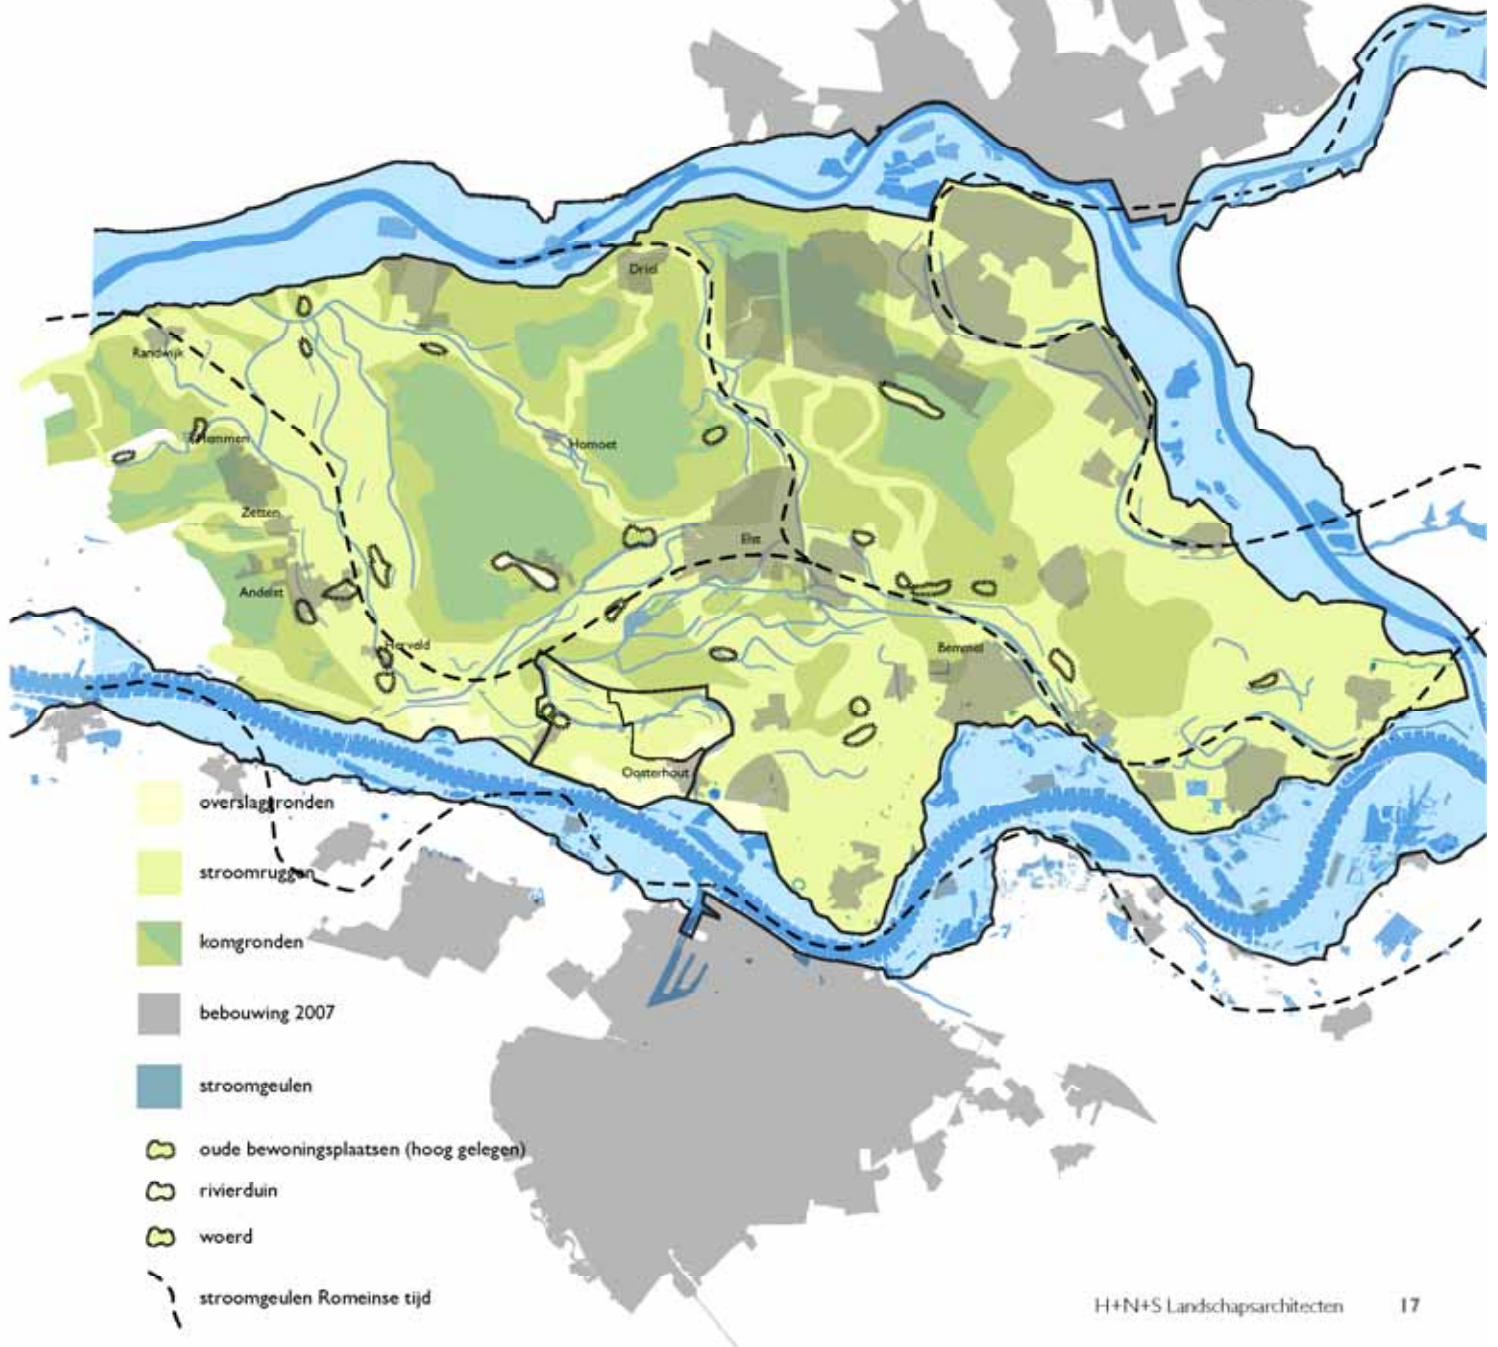 Driel
Randwijk
Hemmen
Homoet
Zetten
Elst
Andelst
Herveld
Bemmel
Oosterhout
overslaggronden
stroomruggen
komgronden
bebouwing 2007
stroomgeulen
oude bewoningsplaatsen (hoog gelegen)
rivierduin
woerd
stroomgeulen Romeinse tijd
H+N+S Landschapsarchitecten 17